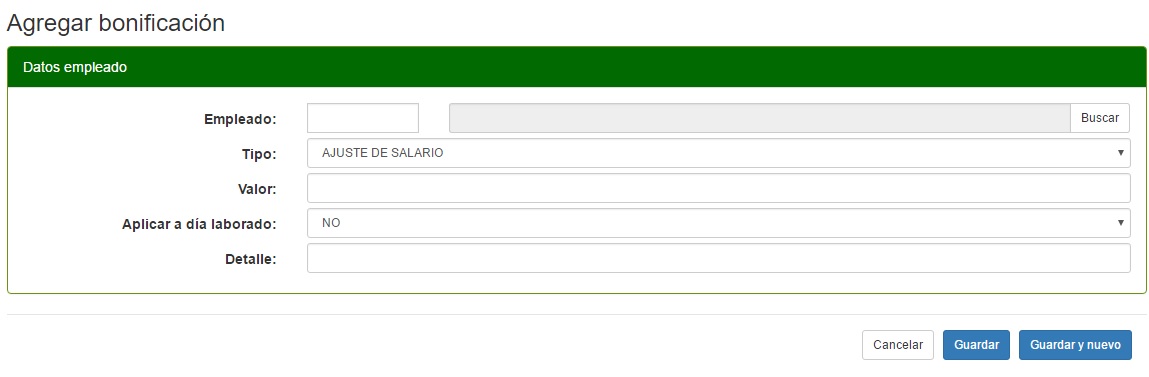 Agregar bonificación
Datos empleado
Empleado:
Buscar
Tipo: AJUSTE DE SALARIO
Valor:
Aplicar a día laborado: NO
Detalle:
Cancelar Guardar Guardar y nuevo